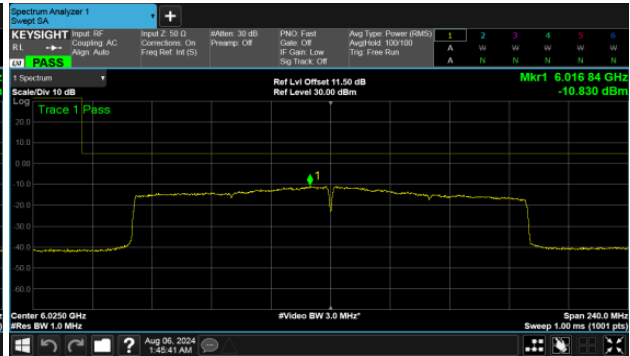 Spectrum Analyzer 1
Swept SA
KEYSIGHT Input: RF Input Z: 50 Ω #Atten: 30 dB PNO: Fast Avg Type: Power (RMS) 1 2 3 4 5 6
RL Coupling: AC Corrections: On Preamp: Off Gate: Off Avg|Hold: 100/100 A W W W W W
Align: Auto Freq Ref: Int (S) IF Gain: Low Trig: Free Run
LXI PASS Sig Track: Off A N N N N N
1 Spectrum Ref Lvl Offset 11.50 dB Mkr1 6.016 84 GHz
Scale/Div 10 dB Ref Level 30.00 dBm -10.830 dBm
Log
Trace 1 Pass
20.0
10.0
0.00
1
-10.0
-20.0
-30.0
-40.0
-50.0
-60.0
Center 6.0250 GHz #Video BW 3.0 MHz* Span 240.0 MHz
#Res BW 1.0 MHz Sweep 1.00 ms (1001 pts)
Aug 06, 2024
1:45:41 AM